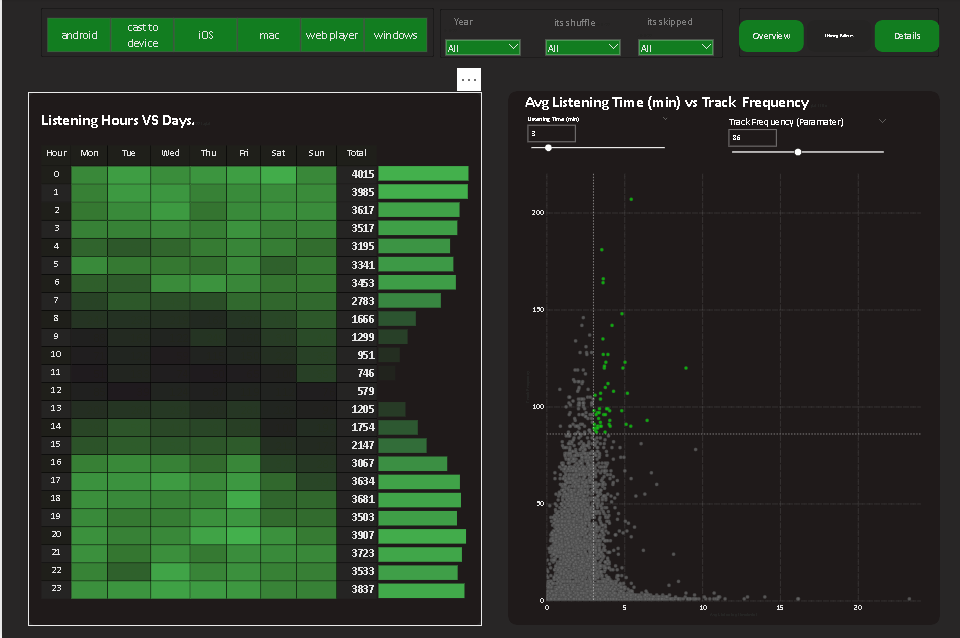 android
cast to
device
iOS
mac
web player
windows
Year
All
its shuffle
All
its skipped
All
Overview
Details
...
Listening Hours VS Days.
Hour Mon Tue Wed Thu Fri Sat Sun Total
0 4015
1 3985
2 3617
3 3517
4 3195
5 3341
6 3453
7 2783
8 1666
9 1299
10 951
11 746
12 579
13 1205
14 1754
15 2147
16 3067
17 3634
18 3681
19 3503
20 3907
21 3723
22 3533
23 3837
Avg Listening Time (min) vs Track Frequency
Listening Time (min)
3
Track Frequency (Paramater)
86
200
150
100
50
0
0 5 10 15 20